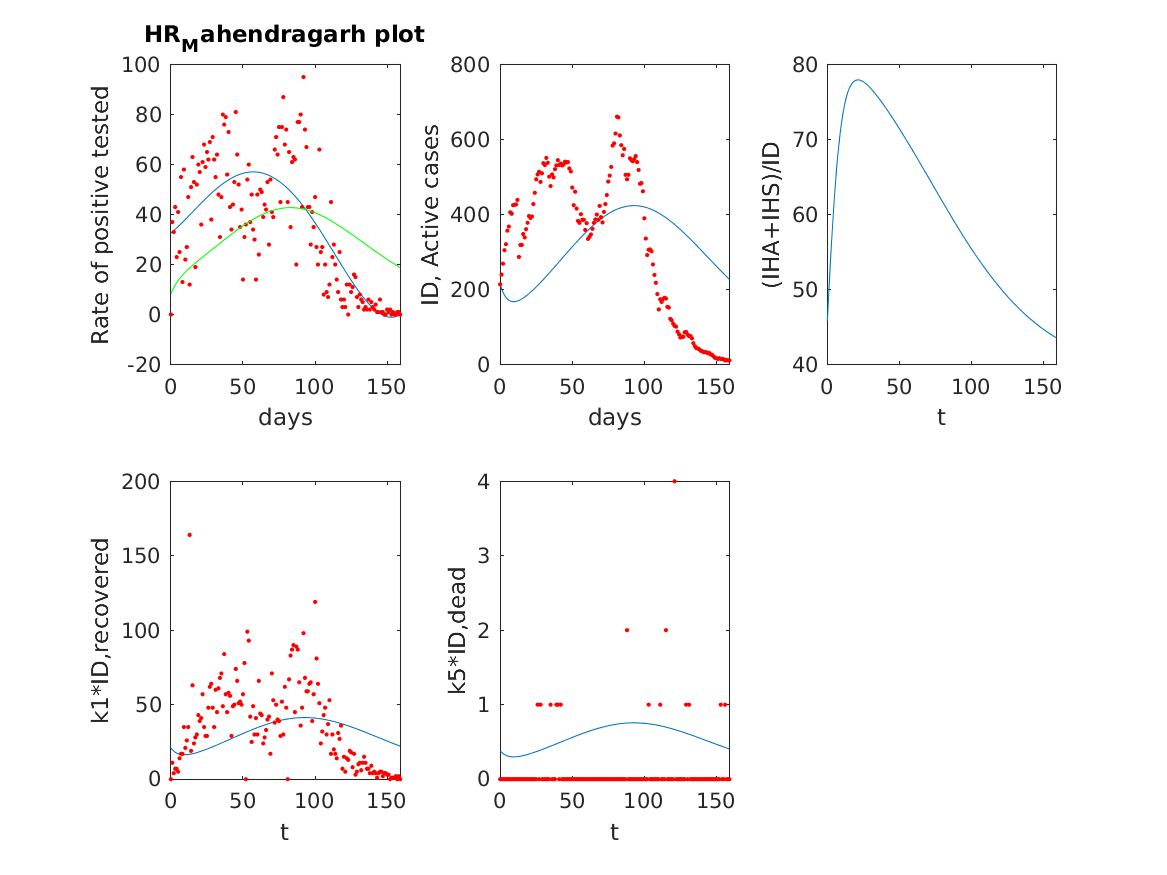 HR_Mahendragarh plot
100
80
60
40
20
0
-20
Rate of positive tested
0 50 100 150
days
800
600
400
200
0
ID, Active cases
0 50 100 150
days
80
70
60
50
40
(IHA+IHS)/ID
0 50 100 150
t
200
150
100
50
0
k1*ID,recovered
0 50 100 150
t
4
3
2
1
0
k5*ID,dead
0 50 100 150
t